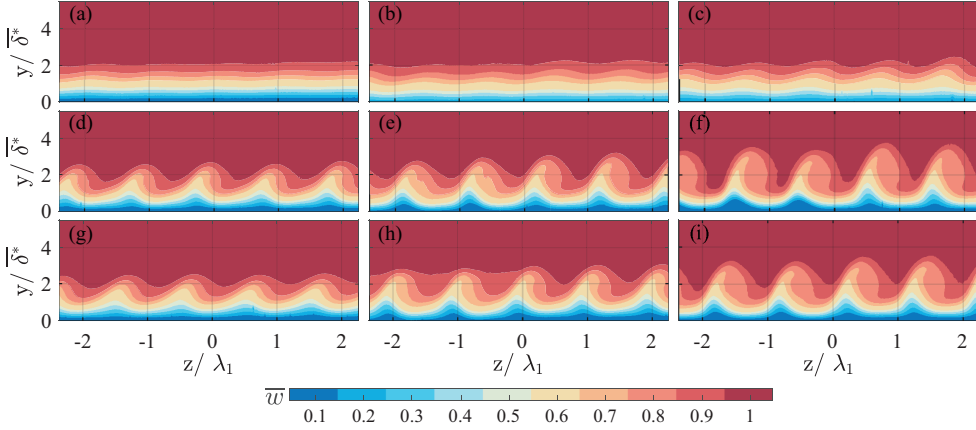 (a) (b) (c)
y/ δ̅*̅ 4 2 0
(d) (e) (f)
y/ δ̅*̅ 4 2 0
(g) (h) (i)
y/ δ̅*̅ 4 2 0
-2 -1 0 1 2 -2 -1 0 1 2 -2 -1 0 1 2
z/ λ₁ z/ λ₁ z/ λ₁
w̅ 0.1 0.2 0.3 0.4 0.5 0.6 0.7 0.8 0.9 1